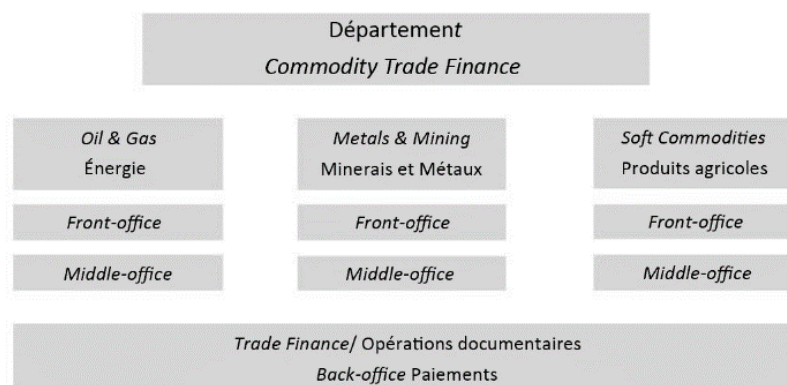 Département
Commodity Trade Finance
Oil & Gas
Énergie
Metals & Mining
Minerais et Métaux
Soft Commodities
Produits agricoles
Front-office
Front-office
Front-office
Middle-office
Middle-office
Middle-office
Trade Finance/ Opérations documentaires
Back-office Paiements